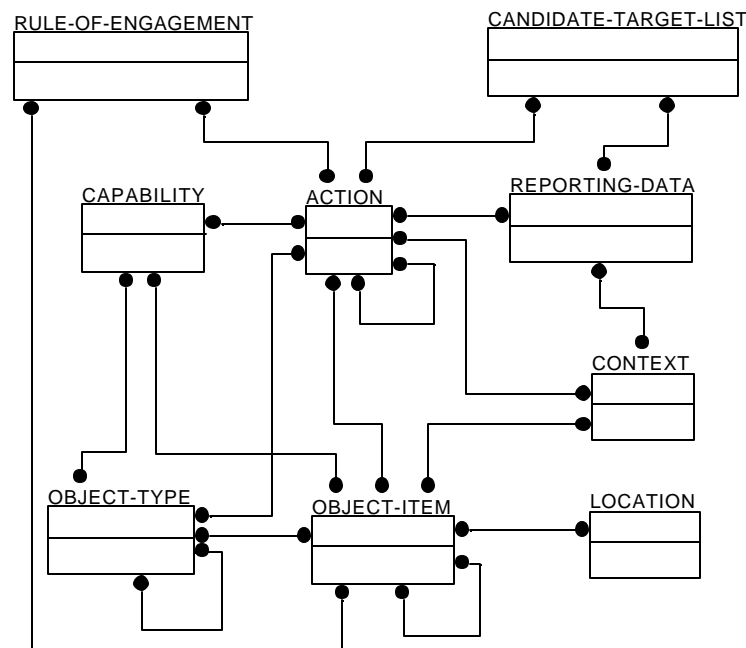 RULE-OF-ENGAGEMENT
CANDIDATE-TARGET-LIST
CAPABILITY
ACTION
REPORTING-DATA
CONTEXT
OBJECT-TYPE
OBJECT-ITEM
LOCATION